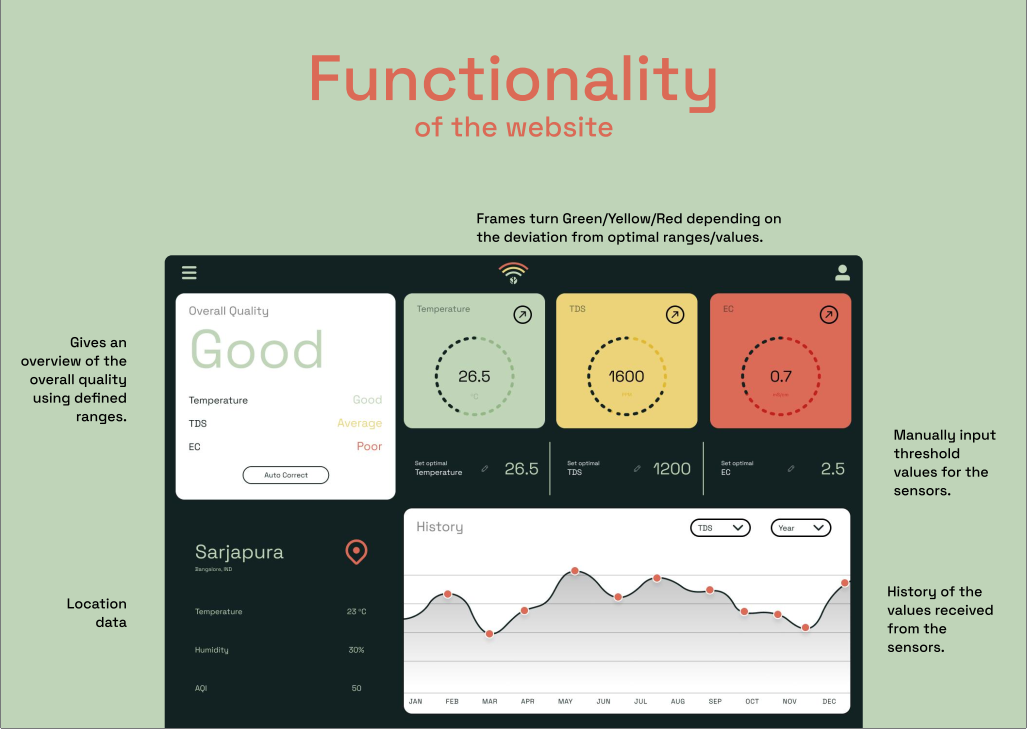 Functionality
of the website
Frames turn Green/Yellow/Red depending on
the deviation from optimal ranges/values.
Gives an
overview of the
overall quality
using defined
ranges.
Overall Quality
Good
Temperature Good
TDS Average
EC Poor
Auto Correct
Temperature
26.5
°C
TDS
1600
EC
0.7
Set optimal
Temperature
26.5
Set optimal
TDS
1200
Set optimal
EC
2.5
Manually input
threshold
values for the
sensors.
Location
data
Sarjapura
Bangalore, IND
Temperature 23 °C
Humidity 30%
AQI 50
History
TDS
Year
JAN FEB MAR APR MAY JUN JUL AUG SEP OCT NOV DEC
History of the
values received
from the
sensors.